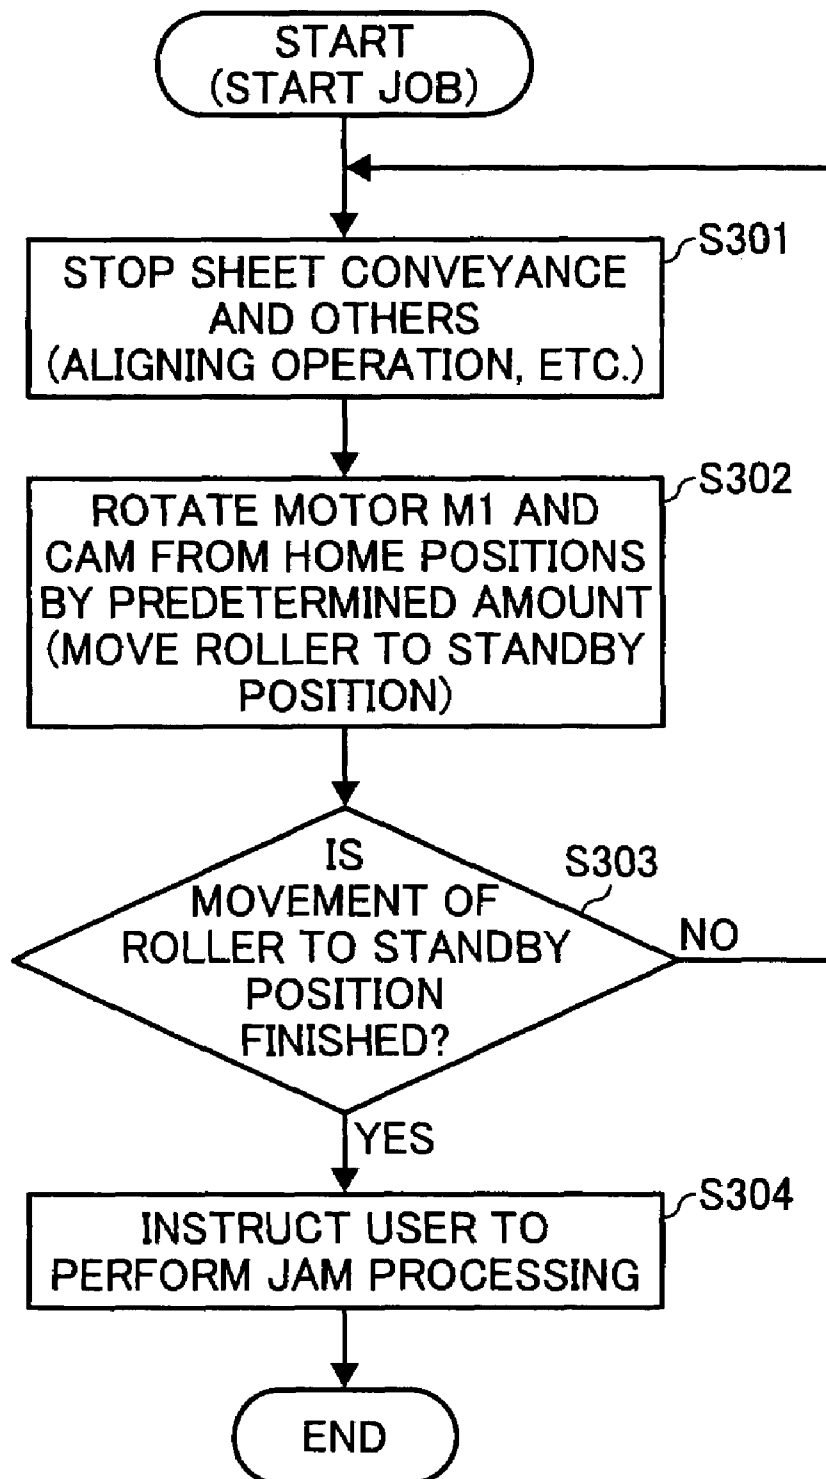 START
(START JOB)
S301
STOP SHEET CONVEYANCE
AND OTHERS
(ALIGNING OPERATION, ETC.)
S302
ROTATE MOTOR M1 AND
CAM FROM HOME POSITIONS
BY PREDETERMINED AMOUNT
(MOVE ROLLER TO STANDBY
POSITION)
S303
IS
MOVEMENT OF
ROLLER TO STANDBY
POSITION
FINISHED?
NO
YES
S304
INSTRUCT USER TO
PERFORM JAM PROCESSING
END